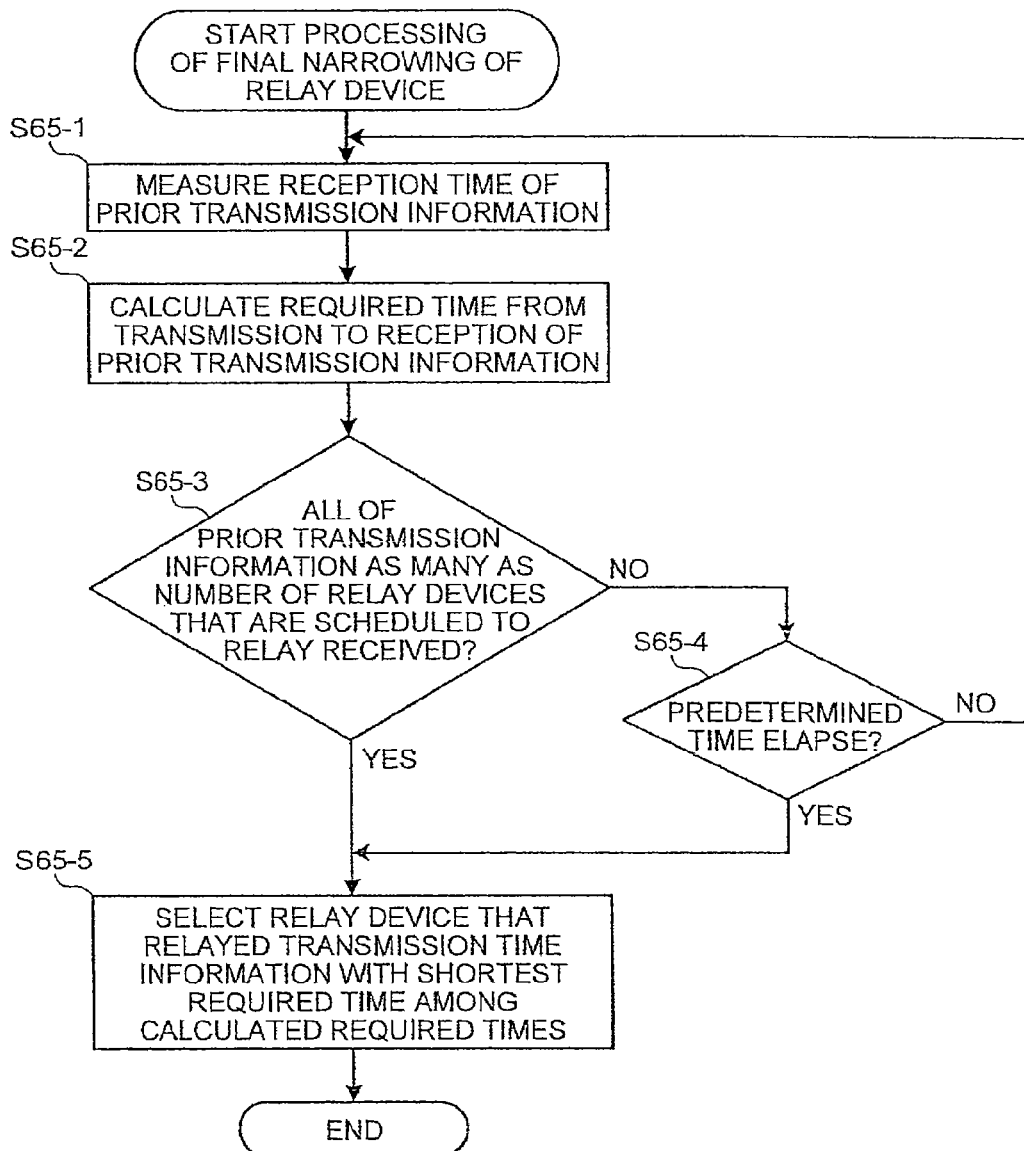 START PROCESSING
OF FINAL NARROWING OF
RELAY DEVICE
S65-1
MEASURE RECEPTION TIME OF
PRIOR TRANSMISSION INFORMATION
S65-2
CALCULATE REQUIRED TIME FROM
TRANSMISSION TO RECEPTION OF
PRIOR TRANSMISSION INFORMATION
S65-3
ALL OF
PRIOR TRANSMISSION
INFORMATION AS MANY AS
NUMBER OF RELAY DEVICES
THAT ARE SCHEDULED TO
RELAY RECEIVED?
NO
S65-4
PREDETERMINED
TIME ELAPSE?
NO
YES
YES
S65-5
SELECT RELAY DEVICE THAT
RELAYED TRANSMISSION TIME
INFORMATION WITH SHORTEST
REQUIRED TIME AMONG
CALCULATED REQUIRED TIMES
END